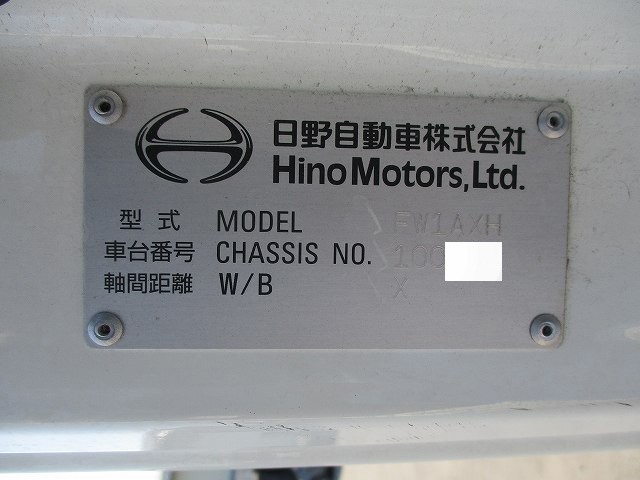 日野自動車株式会社
Hino Motors, Ltd.
型式 MODEL FW1AXH
車台番号 CHASSIS NO. 100
軸間距離 W/B X